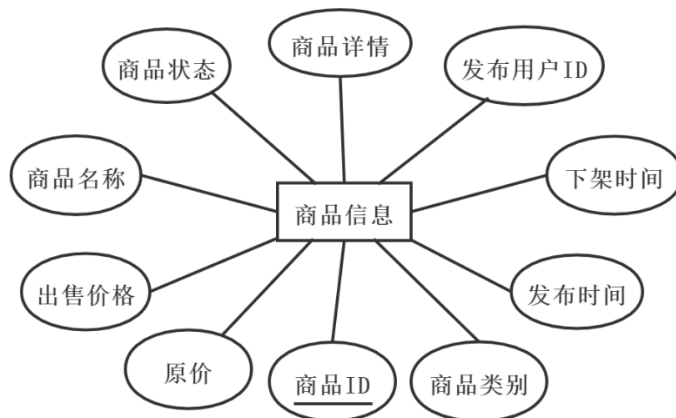 商品详情
商品状态
发布用户ID
商品名称
下架时间
商品信息
出售价格
发布时间
原价
商品ID
商品类别